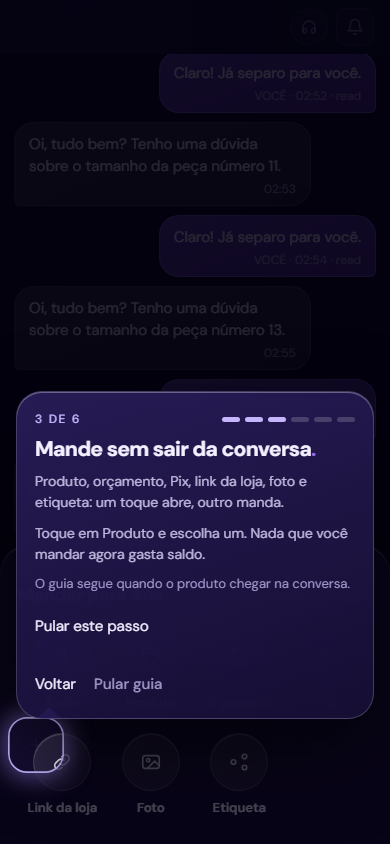 Claro! Já separo para você.
VOCÊ · 02:52 · read
Oi, tudo bem? Tenho uma dúvida
sobre o tamanho da peça número 11.
02:53
Claro! Já separo para você.
VOCÊ · 02:54 · read
Oi, tudo bem? Tenho uma dúvida
sobre o tamanho da peça número 13.
02:55
3 DE 6
Mande sem sair da conversa.
Produto, orçamento, Pix, link da loja, foto e
etiqueta: um toque abre, outro manda.
Toque em Produto e escolha um. Nada que você
mandar agora gasta saldo.
O guia segue quando o produto chegar na conversa.
Pular este passo
Voltar Pular guia
Link da loja Foto Etiqueta